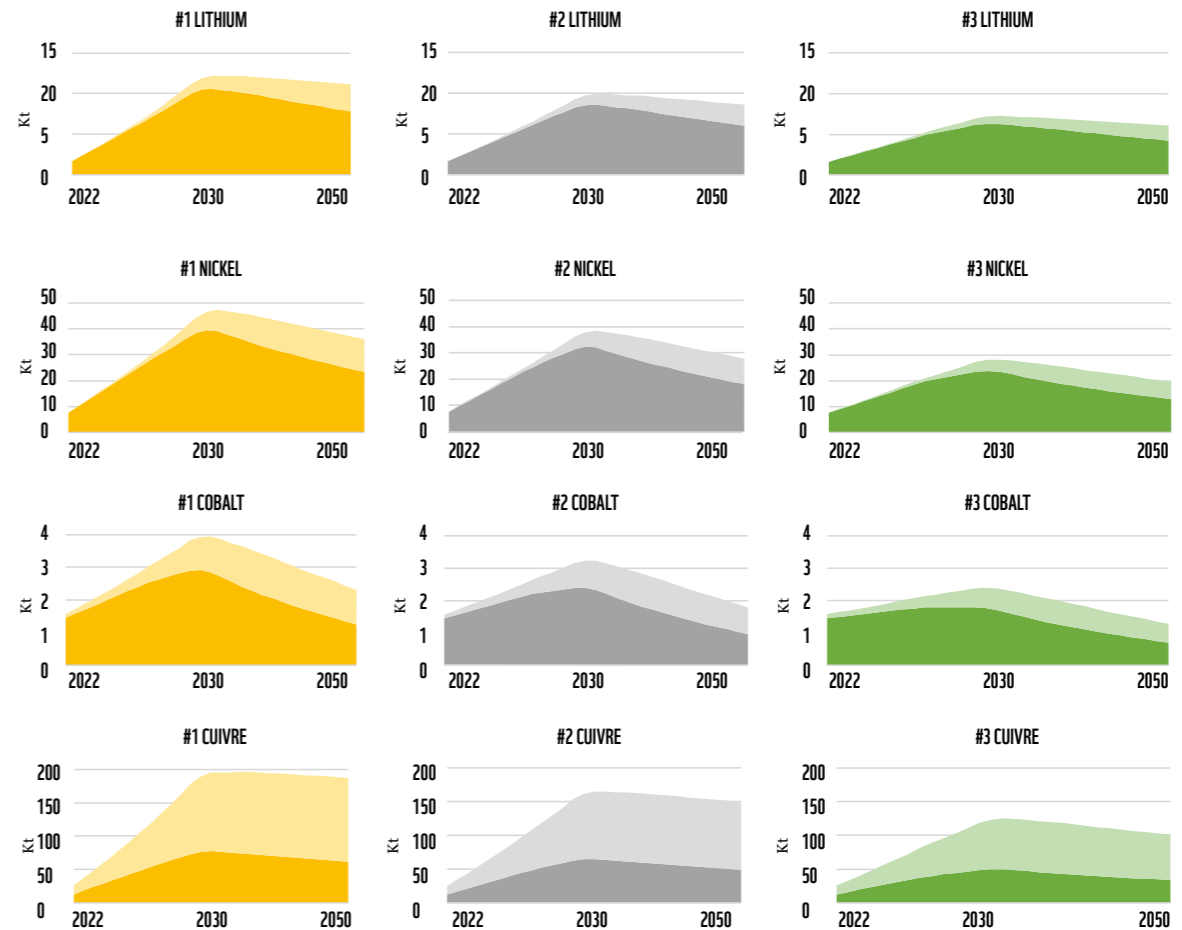 #1 LITHIUM
15
20
5
0
Kt
2022 2030 2050
#2 LITHIUM
15
20
5
0
Kt
2022 2030 2050
#3 LITHIUM
15
20
5
0
Kt
2022 2030 2050
#1 NICKEL
50
40
30
20
10
0
Kt
2022 2030 2050
#2 NICKEL
50
40
30
20
10
0
Kt
2022 2030 2050
#3 NICKEL
50
40
30
20
10
0
Kt
2022 2030 2050
#1 COBALT
4
3
2
1
0
Kt
2022 2030 2050
#2 COBALT
4
3
2
1
0
Kt
2022 2030 2050
#3 COBALT
4
3
2
1
0
Kt
2022 2030 2050
#1 CUIVRE
200
150
100
50
0
Kt
2022 2030 2050
#2 CUIVRE
200
150
100
50
0
Kt
2022 2030 2050
#3 CUIVRE
200
150
100
50
0
Kt
2022 2030 2050